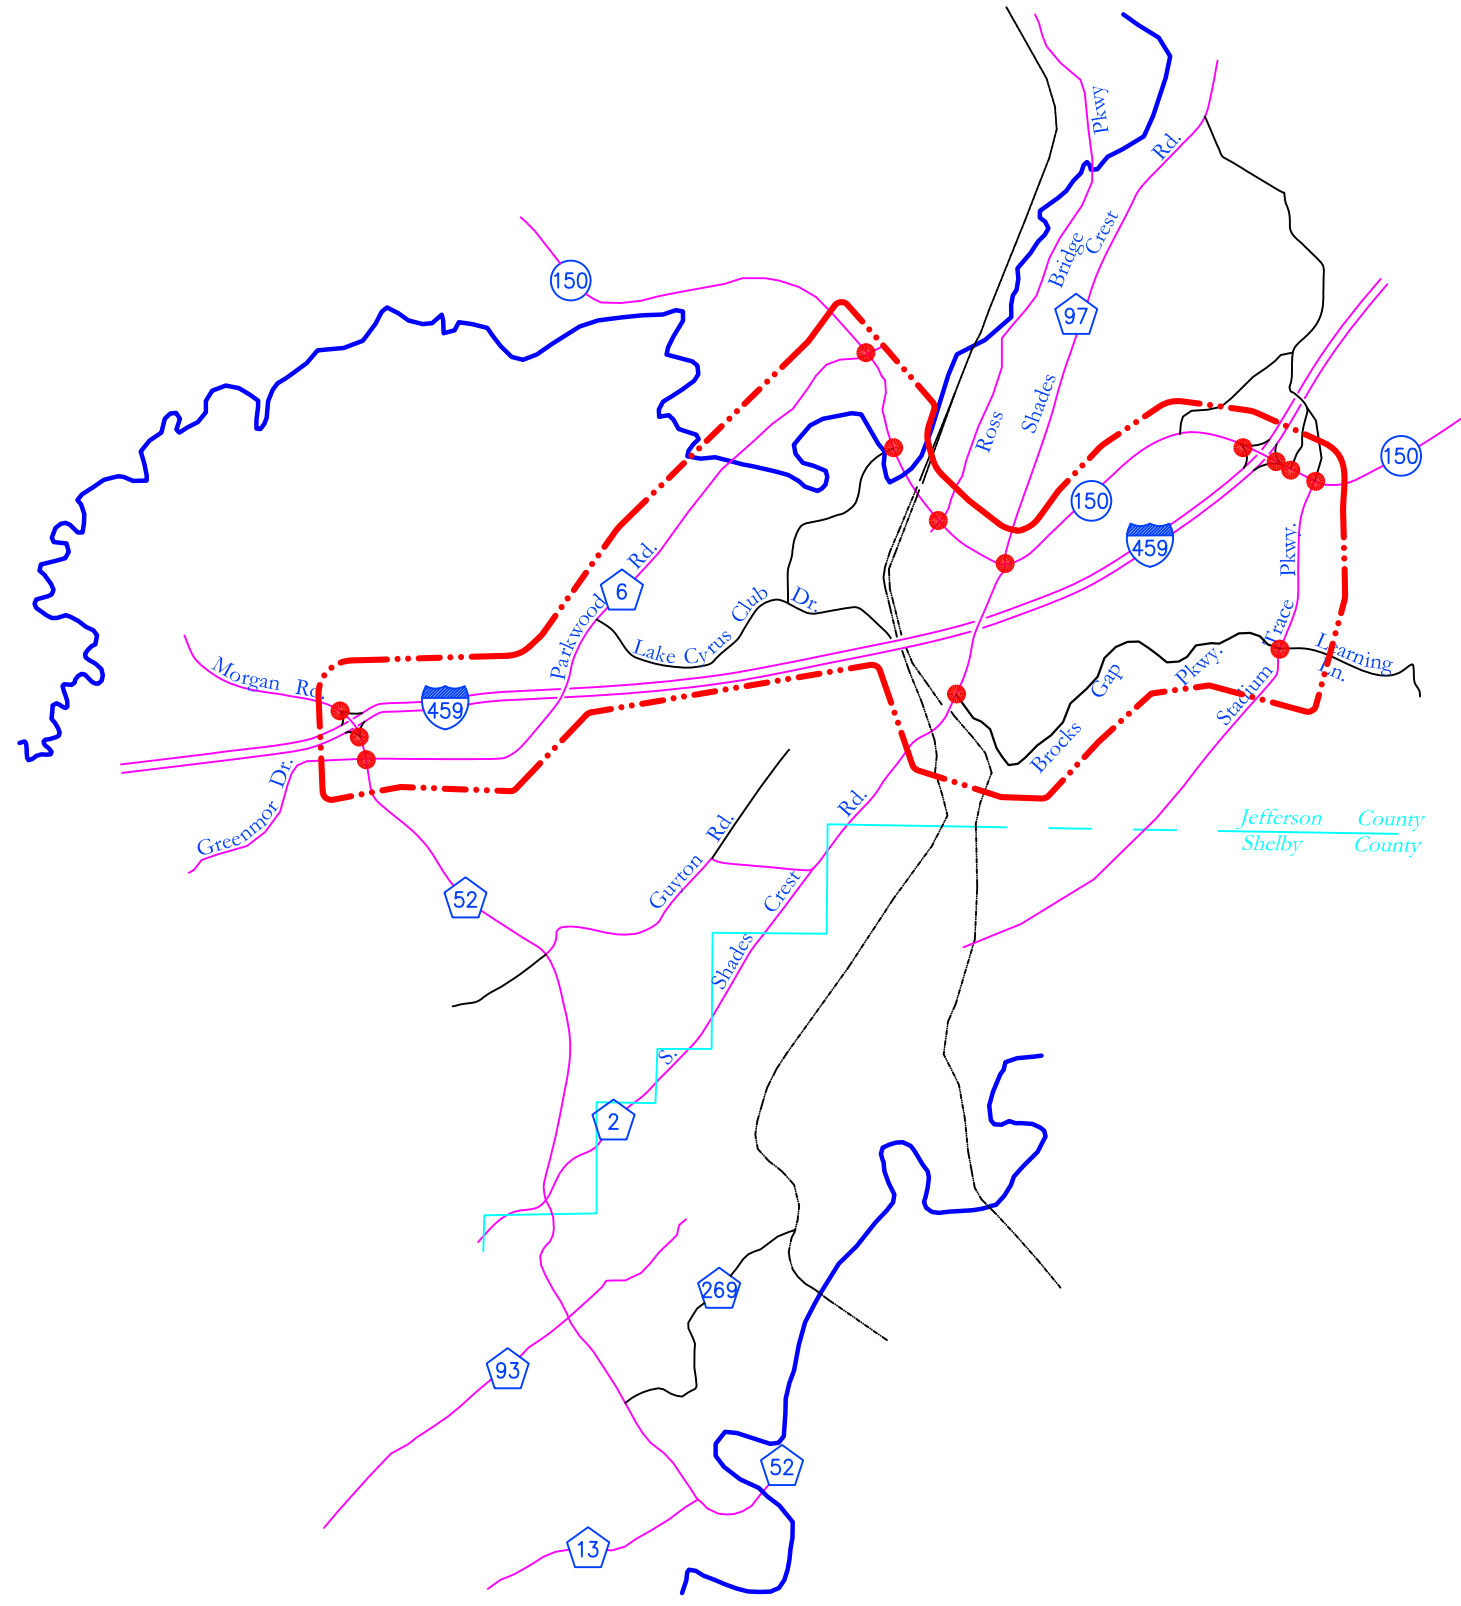 Pkwy
Rd.
Bridge
Crest
150
97
Ross
Shades
150
150
459
Pkwy.
Rd.
6
Parkwood
Lake Cyrus Club Dr.
Trace
Learning
Ln.
Morgan Rd.
459
Gap
Pkwy.
Stadium
Brocks
Greenmor Dr.
Rd.
Jefferson County
Shelby County
Guyton Rd.
52
Crest
Shades
S.
2
269
93
52
13